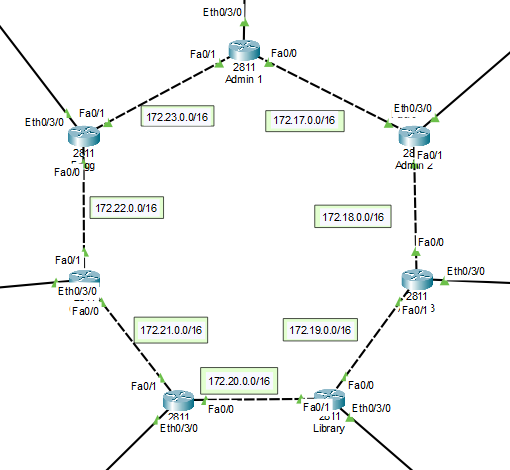 Eth0/3/0
Fa0/1
Fa0/0
2811
Admin 1
172.23.0.0/16
172.17.0.0/16
Fa0/1
Eth0/3/0
2811
Fa0/0
Eth0/3/0
Fa0/1
Admin 2
172.22.0.0/16
172.18.0.0/16
Fa0/1
Eth0/3/0
Fa0/0
Fa0/0
Eth0/3/0
2811
Fa0/1
172.21.0.0/16
172.19.0.0/16
172.20.0.0/16
Fa0/1
Fa0/0
2811
Eth0/3/0
Fa0/0
Fa0/1
Eth0/3/0
2811
Library